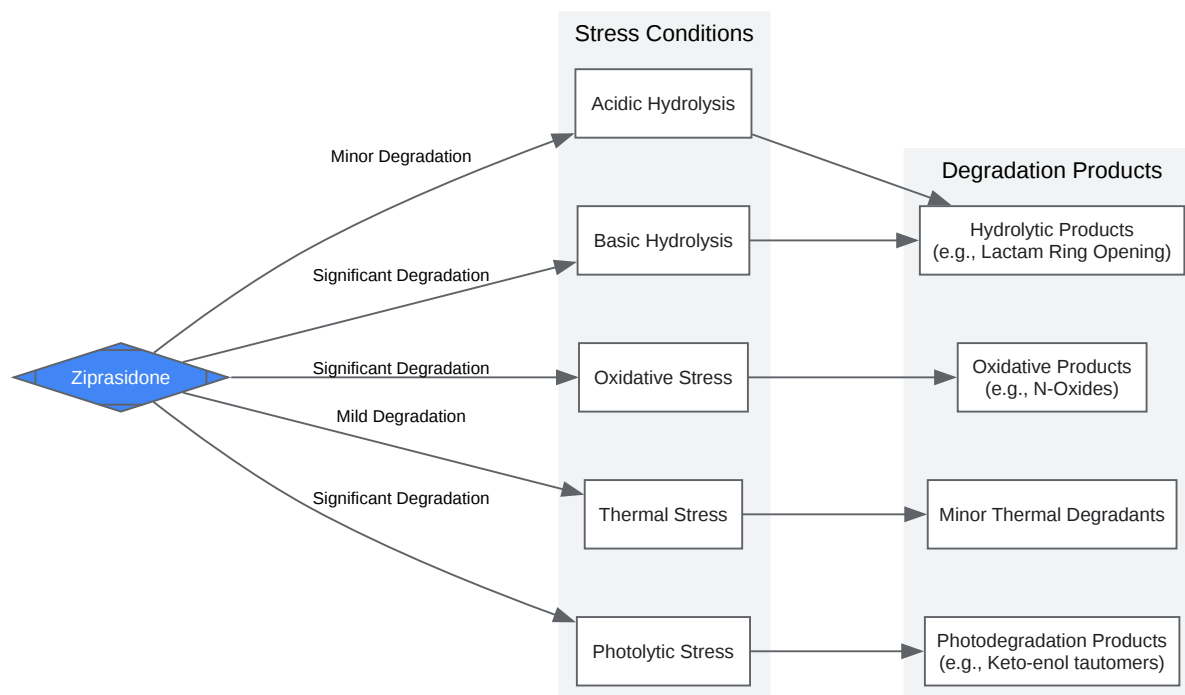 Stress Conditions
Acidic Hydrolysis
Minor Degradation
Degradation Products
Basic Hydrolysis
Hydrolytic Products
(e.g., Lactam Ring Opening)
Significant Degradation
Ziprasidone
Significant Degradation
Oxidative Stress
Oxidative Products
(e.g., N-Oxides)
Mild Degradation
Significant Degradation
Thermal Stress
Minor Thermal Degradants
Photolytic Stress
Photodegradation Products
(e.g., Keto-enol tautomers)